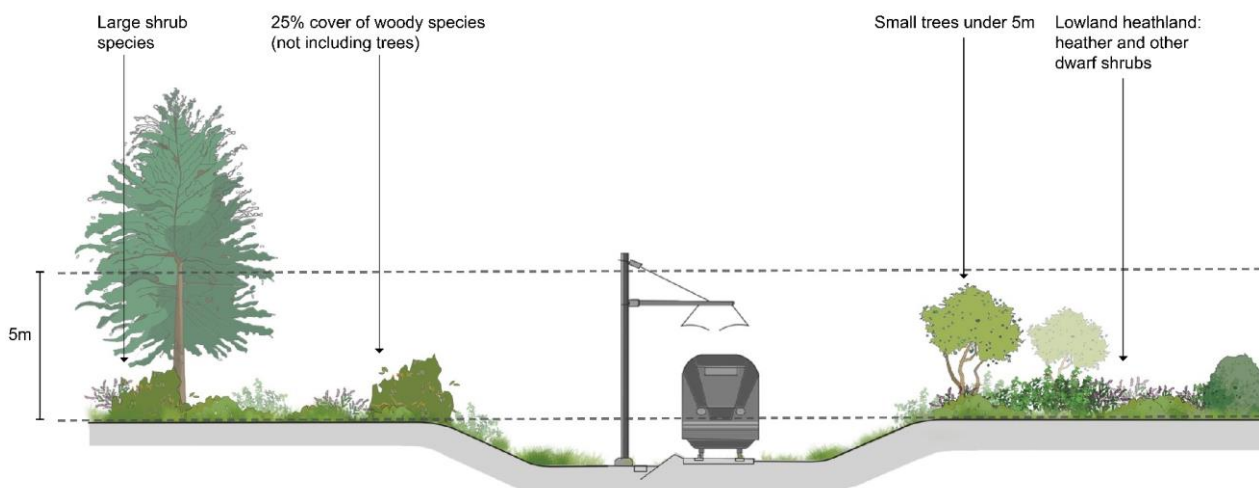 Large shrub
species
25% cover of woody species
(not including trees)
Small trees under 5m
Lowland heathland:
heather and other
dwarf shrubs
5m